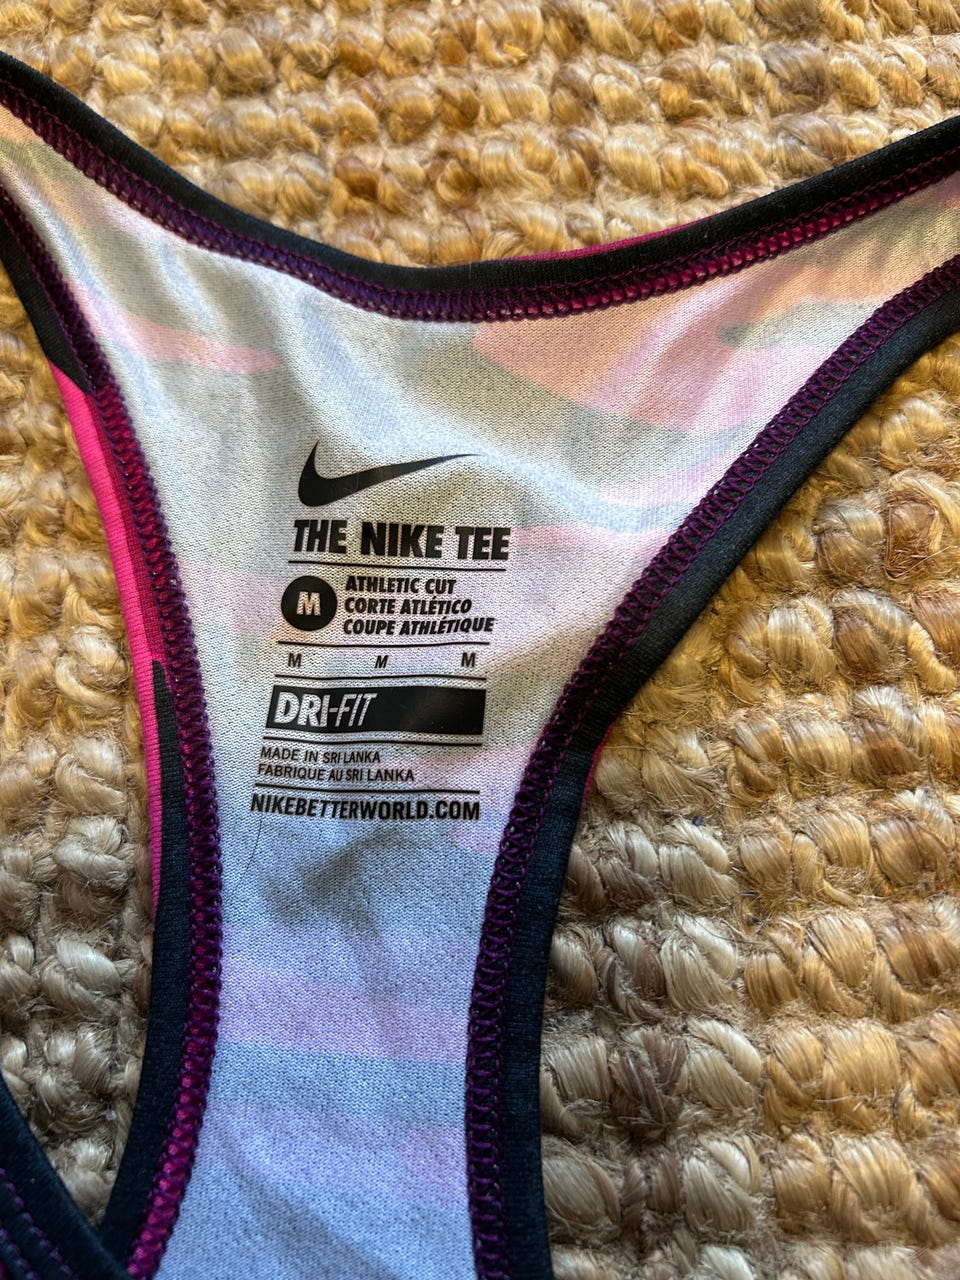 THE NIKE TEE
M
ATHLETIC CUT
CORTE ATLÉTICO
COUPE ATHLÉTIQUE
M M M
DRI-FIT
MADE IN SRI LANKA
FABRIQUE AU SRI LANKA
NIKEBETTERWORLD.COM